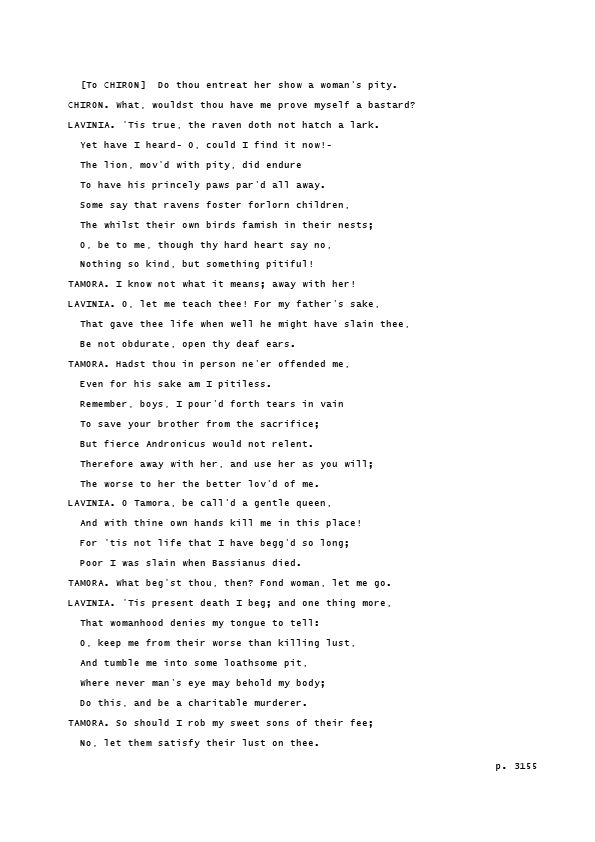 [To CHIRON]  Do thou entreat her show a woman's pity.
CHIRON. What, wouldst thou have me prove myself a bastard?
LAVINIA. 'Tis true, the raven doth not hatch a lark.
Yet have I heard- O, could I find it now!-
The lion, mov'd with pity, did endure
To have his princely paws par'd all away.
Some say that ravens foster forlorn children,
The whilst their own birds famish in their nests;
O, be to me, though thy hard heart say no,
Nothing so kind, but something pitiful!
TAMORA. I know not what it means; away with her!
LAVINIA. O, let me teach thee! For my father's sake,
That gave thee life when well he might have slain thee,
Be not obdurate, open thy deaf ears.
TAMORA. Hadst thou in person ne'er offended me,
Even for his sake am I pitiless.
Remember, boys, I pour'd forth tears in vain
To save your brother from the sacrifice;
But fierce Andronicus would not relent.
Therefore away with her, and use her as you will;
The worse to her the better lov'd of me.
LAVINIA. O Tamora, be call'd a gentle queen,
And with thine own hands kill me in this place!
For 'tis not life that I have begg'd so long;
Poor I was slain when Bassianus died.
TAMORA. What beg'st thou, then? Fond woman, let me go.
LAVINIA. 'Tis present death I beg; and one thing more,
That womanhood denies my tongue to tell:
O, keep me from their worse than killing lust,
And tumble me into some loathsome pit,
Where never man's eye may behold my body;
Do this, and be a charitable murderer.
TAMORA. So should I rob my sweet sons of their fee;
No, let them satisfy their lust on thee.
p. 3155